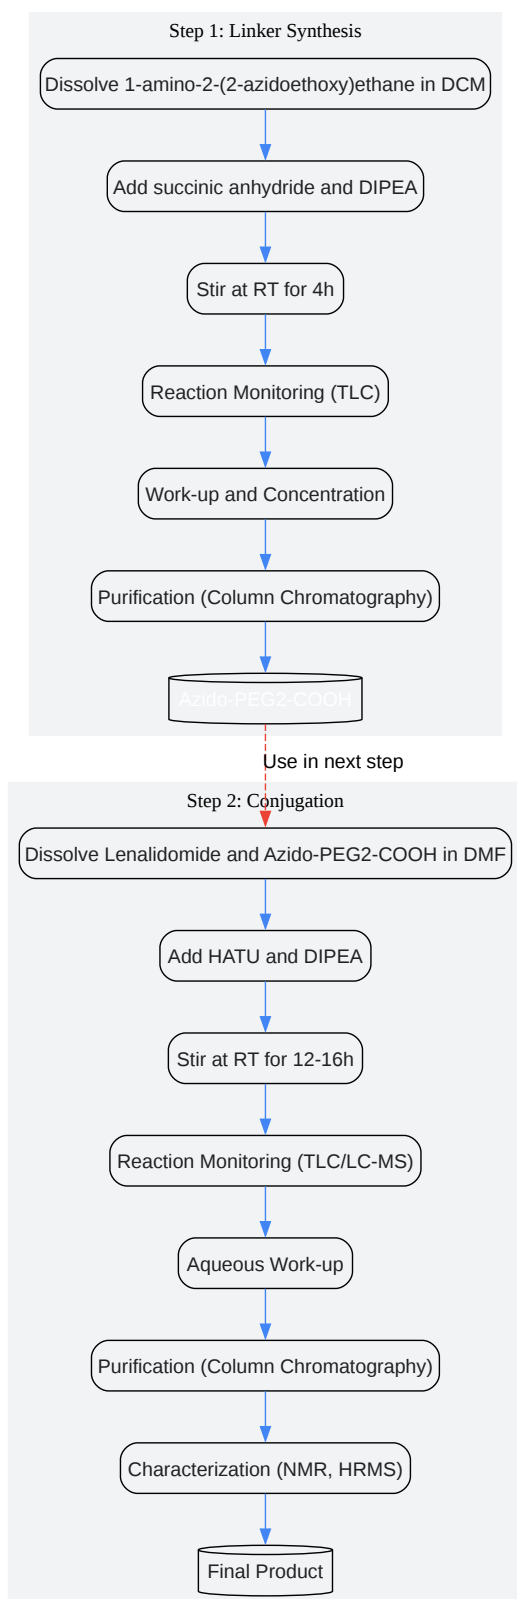 Step 1: Linker Synthesis
Dissolve 1-amino-2-(2-azidoethoxy)ethane in DCM
Add succinic anhydride and DIPEA
Stir at RT for 4h
Reaction Monitoring (TLC)
Work-up and Concentration
Purification (Column Chromatography)
Azido-PEG2-COOH
Use in next step
Step 2: Conjugation
Dissolve Lenalidomide and Azido-PEG2-COOH in DMF
Add HATU and DIPEA
Stir at RT for 12-16h
Reaction Monitoring (TLC/LC-MS)
Aqueous Work-up
Purification (Column Chromatography)
Characterization (NMR, HRMS)
Final Product